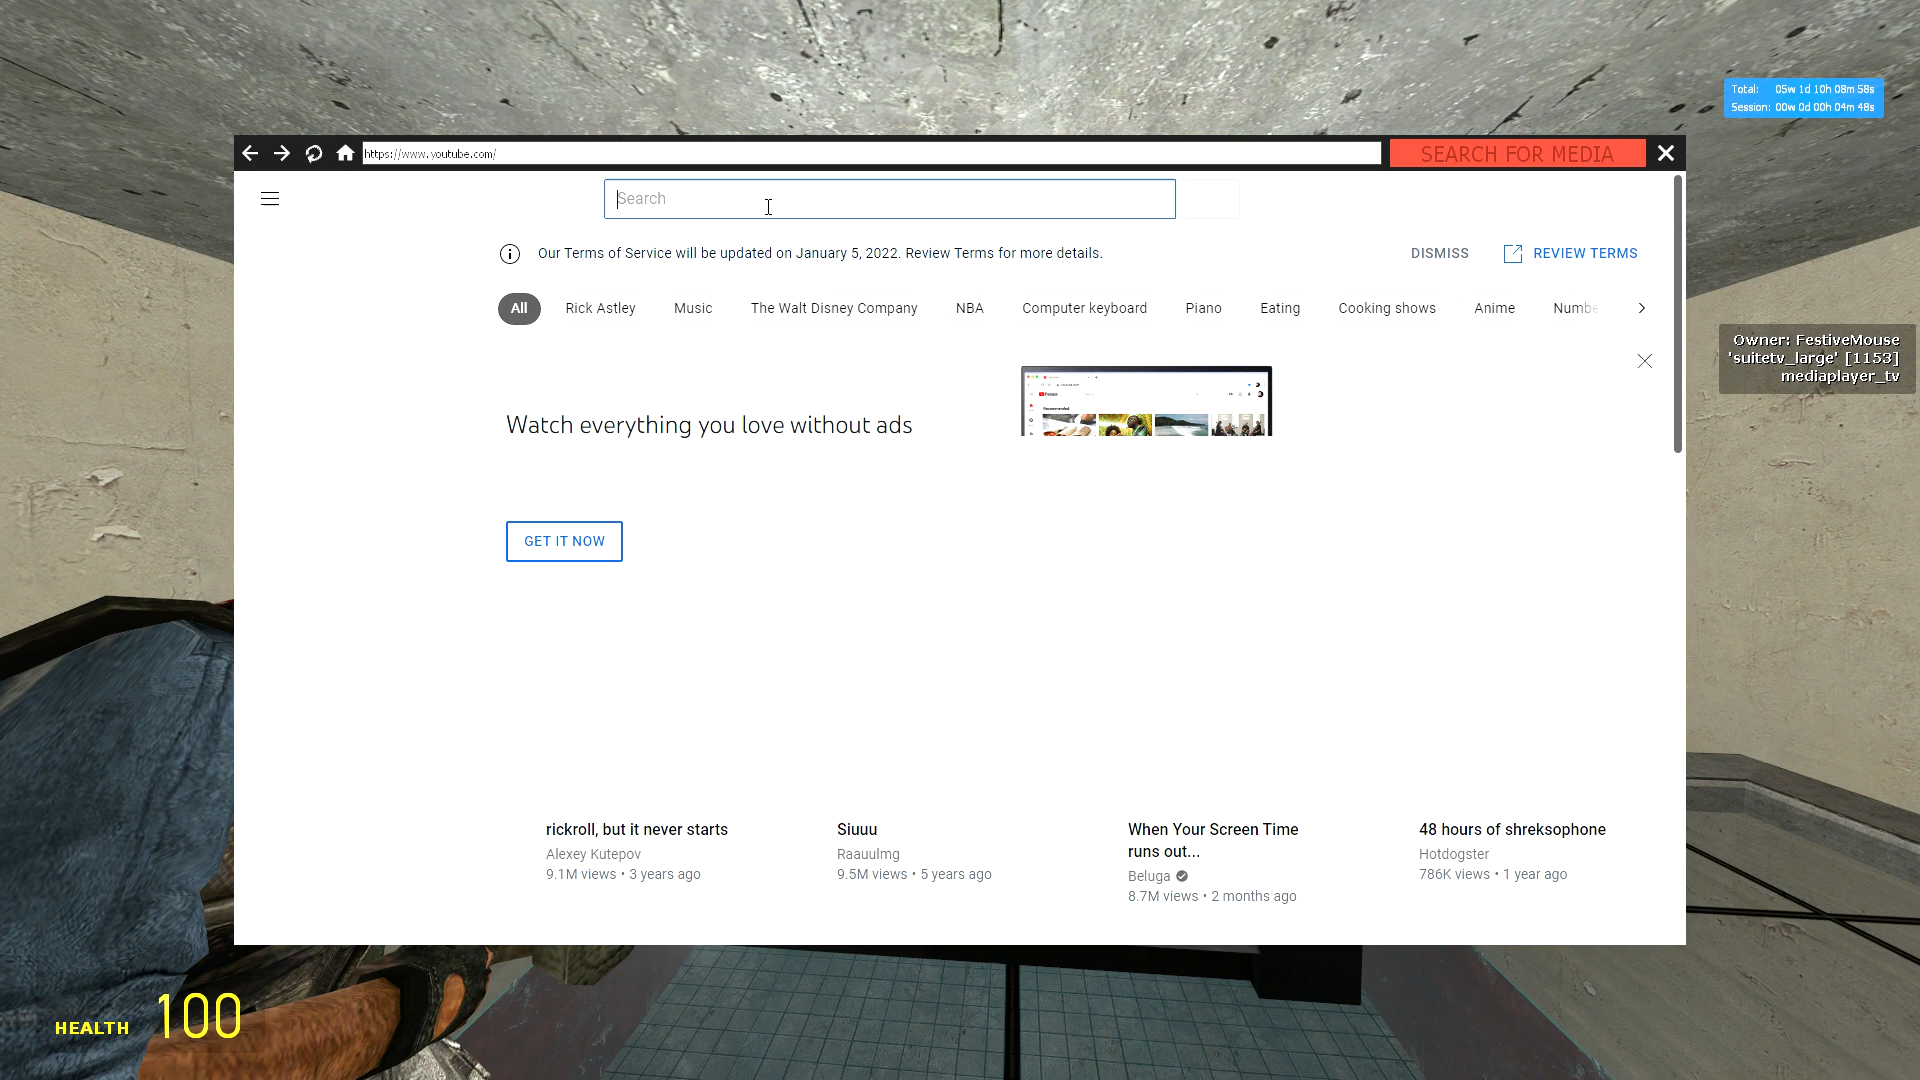 Total: 05w 1d 10h 08m 58s
Session: 00w 0d 00h 04m 48s
https://www.youtube.com/
SEARCH FOR MEDIA
Search
Our Terms of Service will be updated on January 5, 2022. Review Terms for more details.
DISMISS
REVIEW TERMS
All
Rick Astley
Music
The Walt Disney Company
NBA
Computer keyboard
Piano
Eating
Cooking shows
Anime
Numbe
Owner: FestiveMouse
'suitetv_large' [1153]
mediaplayer_tv
Watch everything you love without ads
GET IT NOW
rickroll, but it never starts
Alexey Kutepov
9.1M views • 3 years ago
Siuuu
Raauulmg
9.5M views • 5 years ago
When Your Screen Time
runs out...
Beluga
8.7M views • 2 months ago
48 hours of shreksophone
Hotdogster
786K views • 1 year ago
HEALTH 100